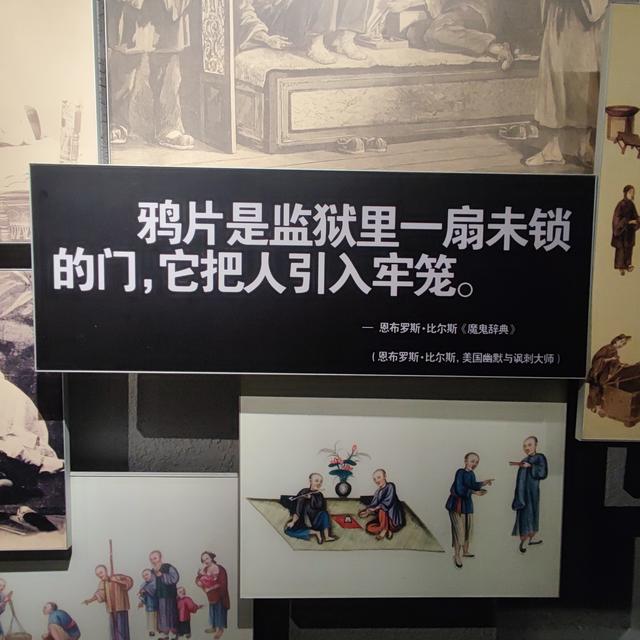 鸦片是监狱里一扇未锁
的门，它把人引入牢笼。
— 恩布罗斯·比尔斯《魔鬼辞典》
（恩布罗斯·比尔斯，美国幽默与讽刺大师）